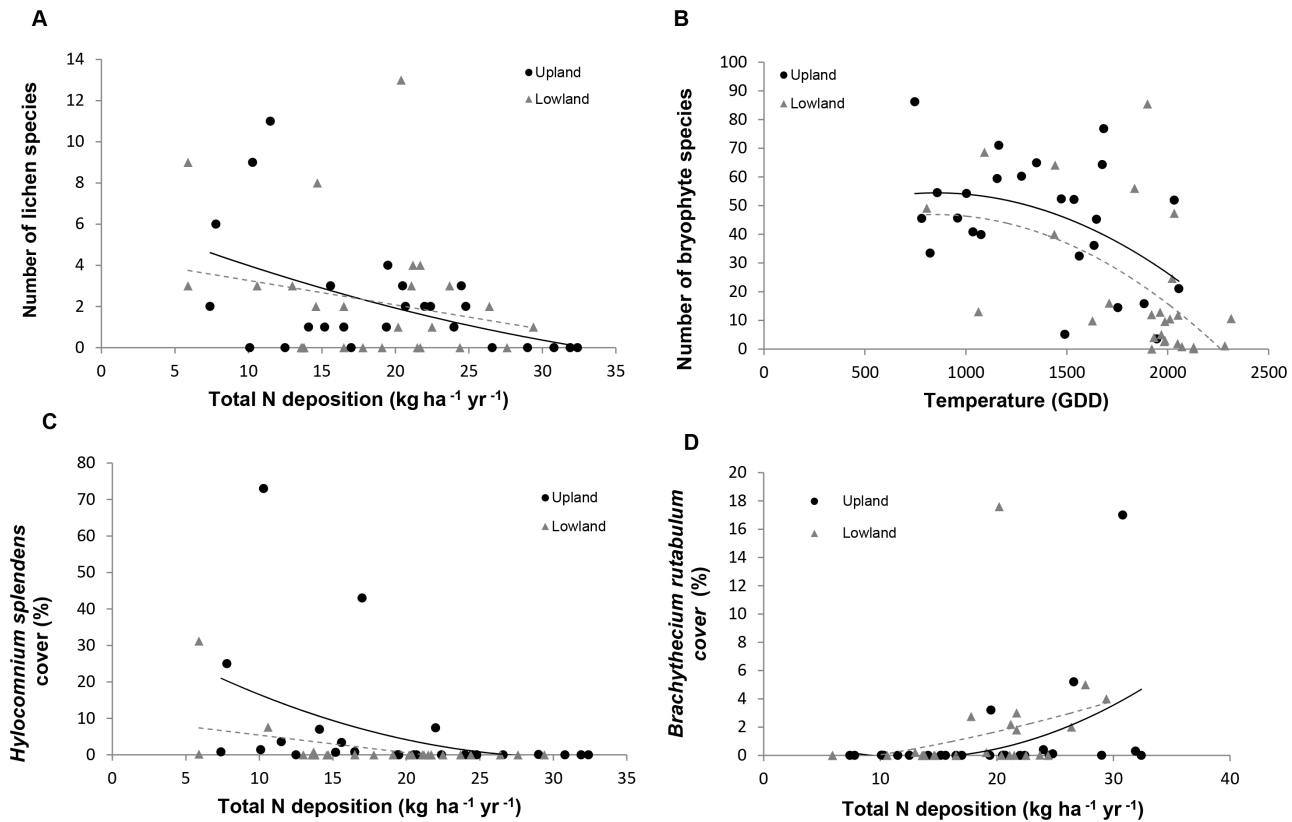 A
Number of lichen species
14
12
10
8
6
4
2
0
Upland
Lowland
0 5 10 15 20 25 30 35
Total N deposition (kg ha -1 yr -1)
B
Number of bryophyte species
100
90
80
70
60
50
40
30
20
10
0
Upland
Lowland
0 500 1000 1500 2000 2500
Temperature (GDD)
C
Hylocomnium splendens
cover (%)
80
70
60
50
40
30
20
10
0
Upland
Lowland
0 5 10 15 20 25 30 35
Total N deposition (kg ha -1 yr -1)
D
Brachythecium rutabulum
cover (%)
20
18
16
14
12
10
8
6
4
2
0
Upland
Lowland
0 10 20 30 40
Total N deposition (kg ha -1 yr -1)